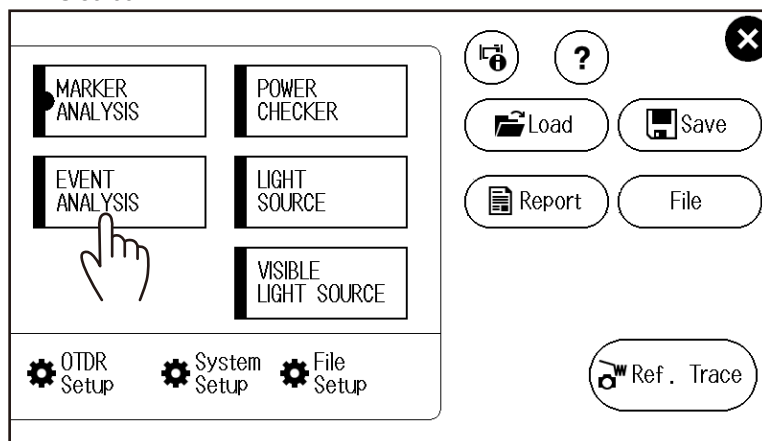 MARKER
ANALYSIS
POWER
CHECKER
EVENT
ANALYSIS
LIGHT
SOURCE
VISIBLE
LIGHT SOURCE
OTDR
Setup
System
Setup
File
Setup
?
Load
Save
Report
File
Ref. Trace